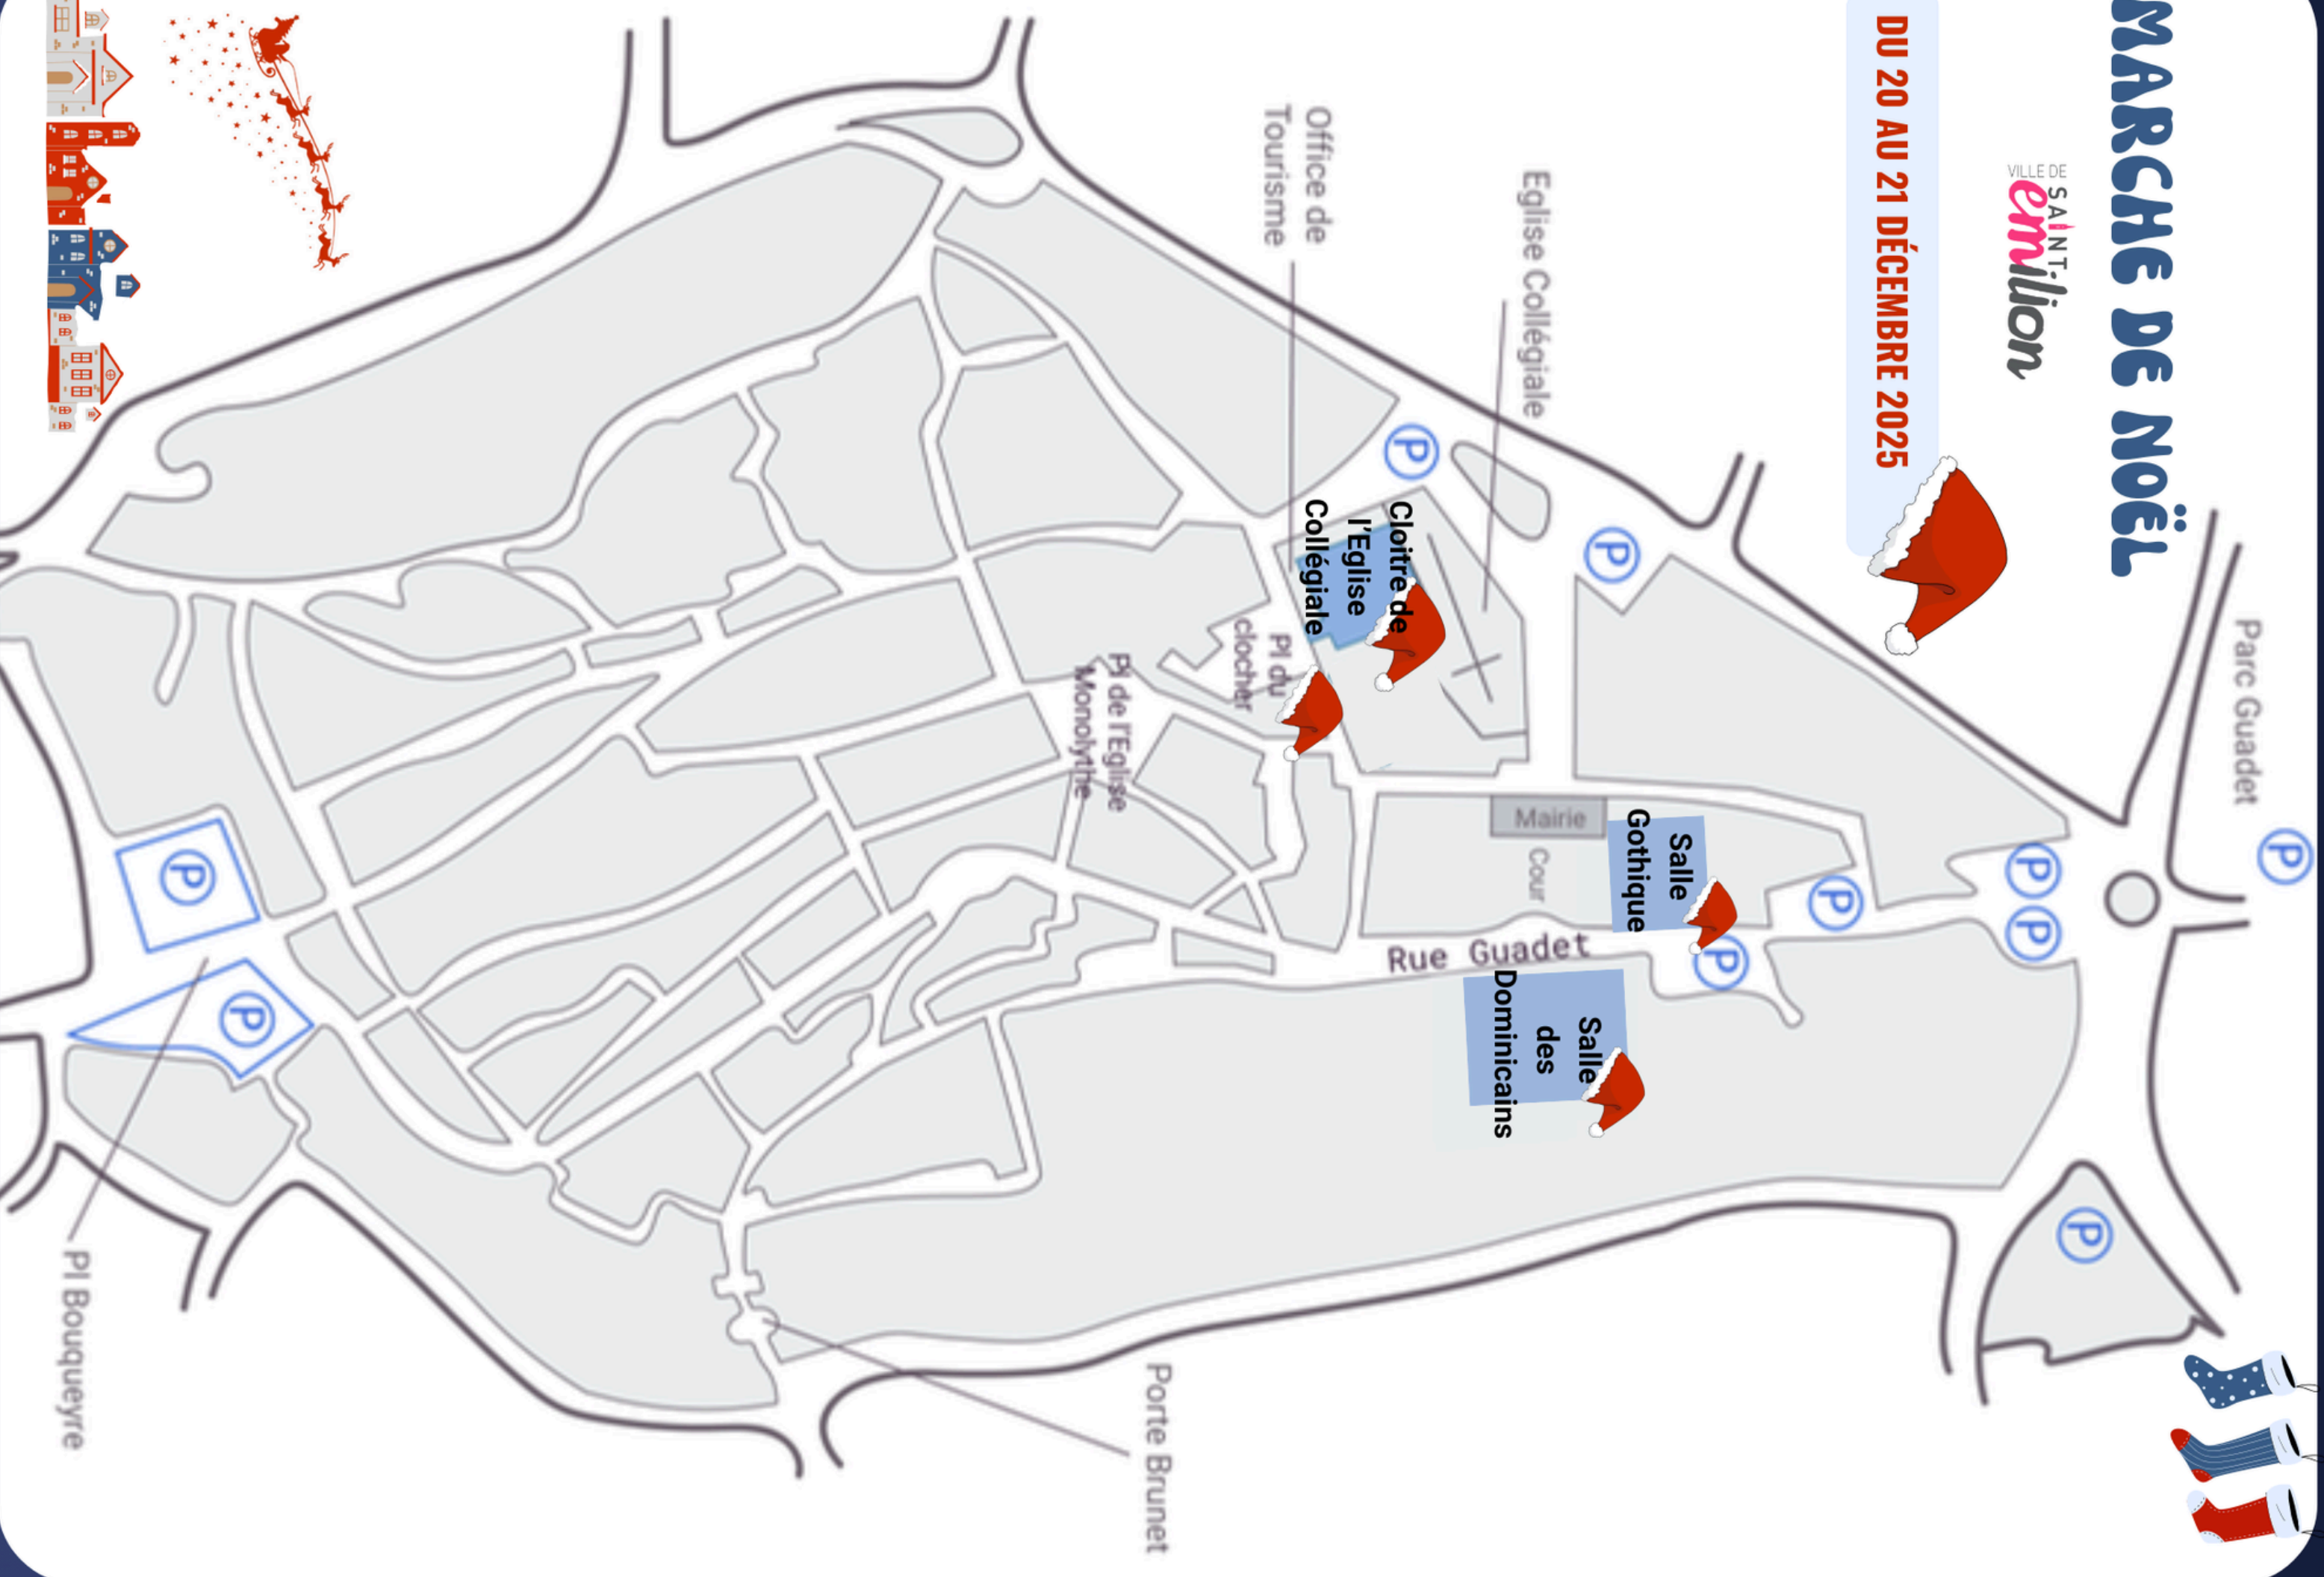 MARCHE DE NOËL
VILLE DE
SAINT-
emilion
DU 20 AU 21 DÉCEMBRE 2025
Parc Guadet
P
P
P
P
P
P
P
P
Eglise Collégiale
Office de
Tourisme
Cloitre de
l'Eglise
Collégiale
Pl du
clocher
Mairie
Cour
Salle
Gothique
Rue Guadet
Salle
des
Dominicains
Pl de l'Eglise
Monolythe
P
P
Pl Bouqueyre
Porte Brunet